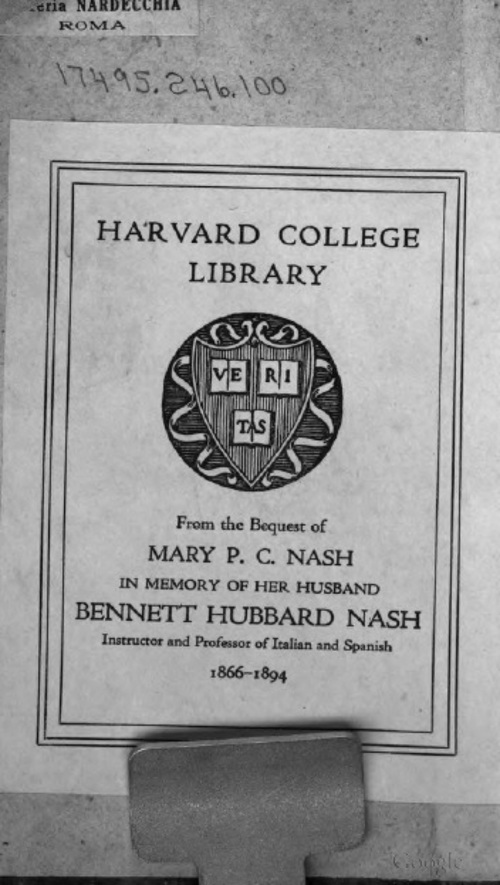 NARDECCHIA
ROMA
17495.246.100
HARVARD COLLEGE
LIBRARY
VE RI
TAS
From the Bequest of
MARY P. C. NASH
IN MEMORY OF HER HUSBAND
BENNETT HUBBARD NASH
Instructor and Professor of Italian and Spanish
1866–1894